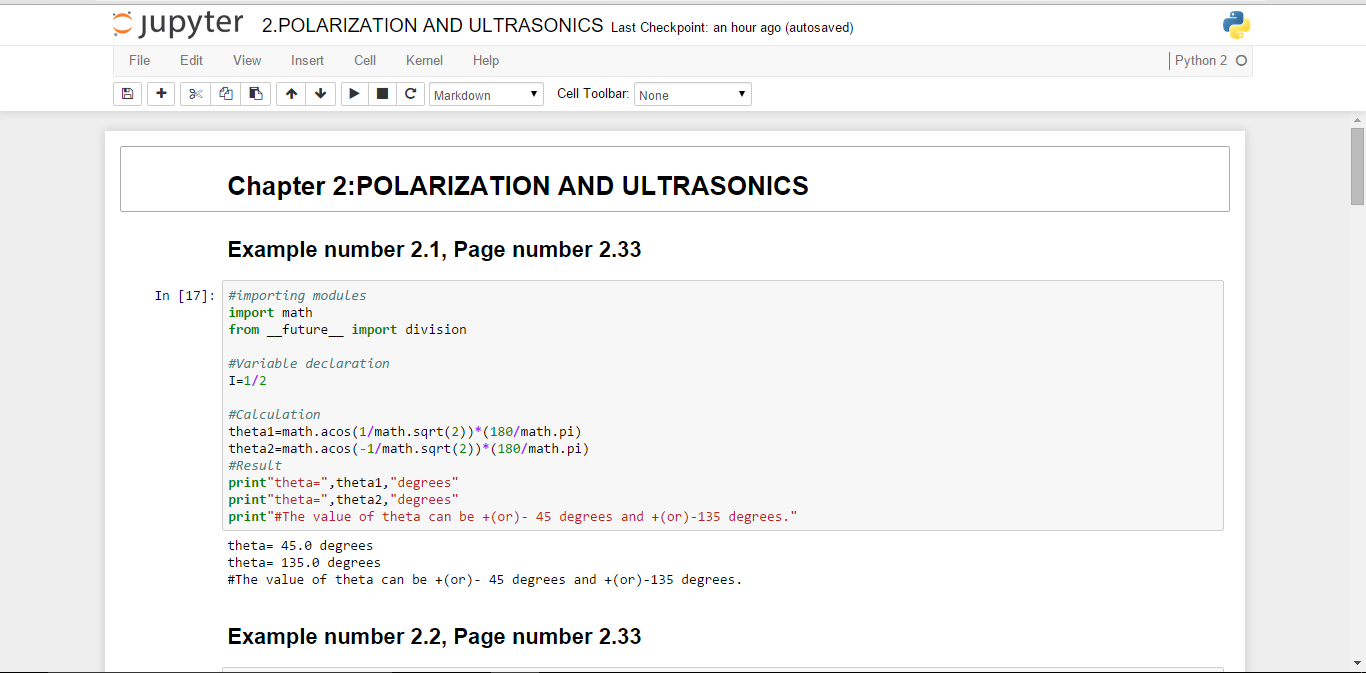 jupyter 2.POLARIZATION AND ULTRASONICS Last Checkpoint: an hour ago (autosaved)
File Edit View Insert Cell Kernel Help Python 2
Markdown Cell Toolbar: None
Chapter 2:POLARIZATION AND ULTRASONICS
Example number 2.1, Page number 2.33
In [17]: #importing modules
import math
from __future__ import division
#Variable declaration
I=1/2
#Calculation
theta1=math.acos(1/math.sqrt(2))*(180/math.pi)
theta2=math.acos(-1/math.sqrt(2))*(180/math.pi)
#Result
print"theta=",theta1,"degrees"
print"theta=",theta2,"degrees"
print"#The value of theta can be +(or)- 45 degrees and +(or)-135 degrees."
theta= 45.0 degrees
theta= 135.0 degrees
#The value of theta can be +(or)- 45 degrees and +(or)-135 degrees.
Example number 2.2, Page number 2.33